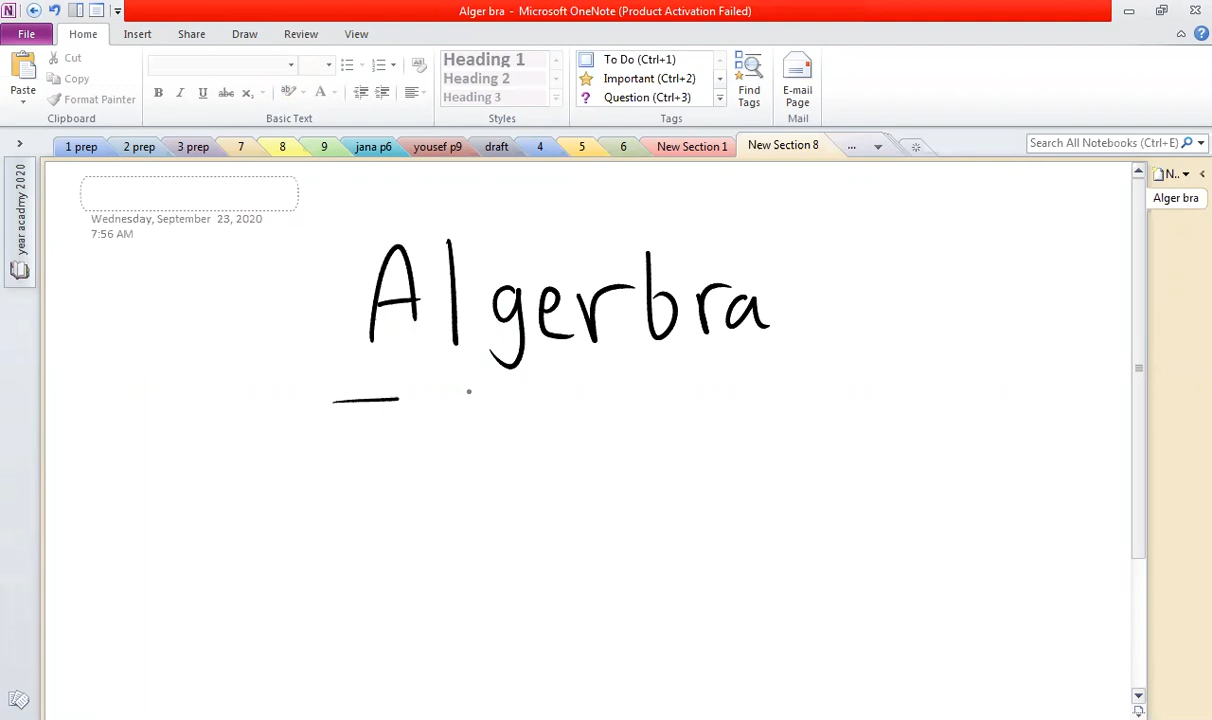 Alger bra - Microsoft OneNote (Product Activation Failed)
File Home Insert Share Draw Review View
Paste
Cut
Copy
Format Painter
Clipboard
B I U abc x₂ A
Basic Text
Heading 1
Heading 2
Heading 3
Styles
To Do (Ctrl+1)
Important (Ctrl+2)
Question (Ctrl+3)
Tags
Find Tags
E-mail Page
Mail
1 prep 2 prep 3 prep 7 8 9 jana p6 yousef p9 draft 4 5 6 New Section 1 New Section 8 ...
Search All Notebooks (Ctrl+E)
year acadmy 2020
N..
Alger bra
Wednesday, September 23, 2020
7:56 AM
Algerbra